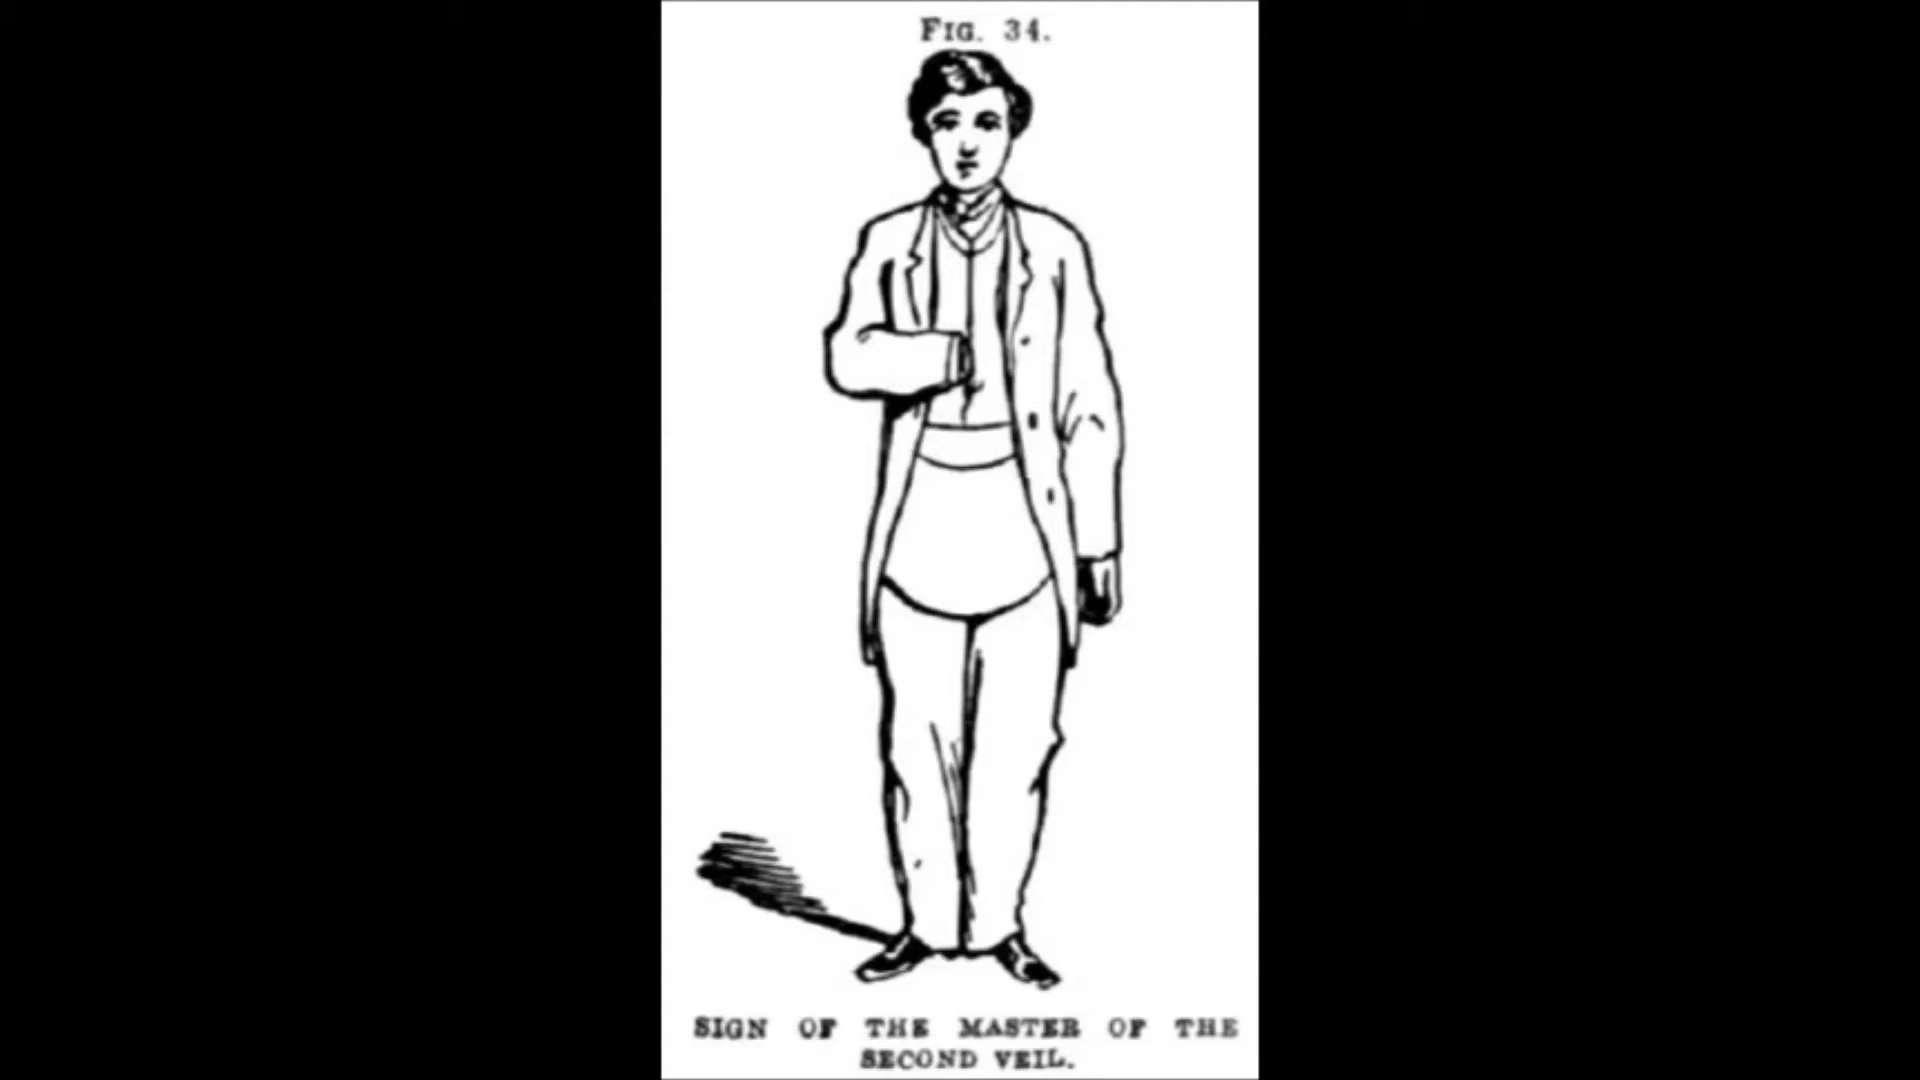 FIG. 34.
SIGN OF THE MASTER OF THE
SECOND VEIL.